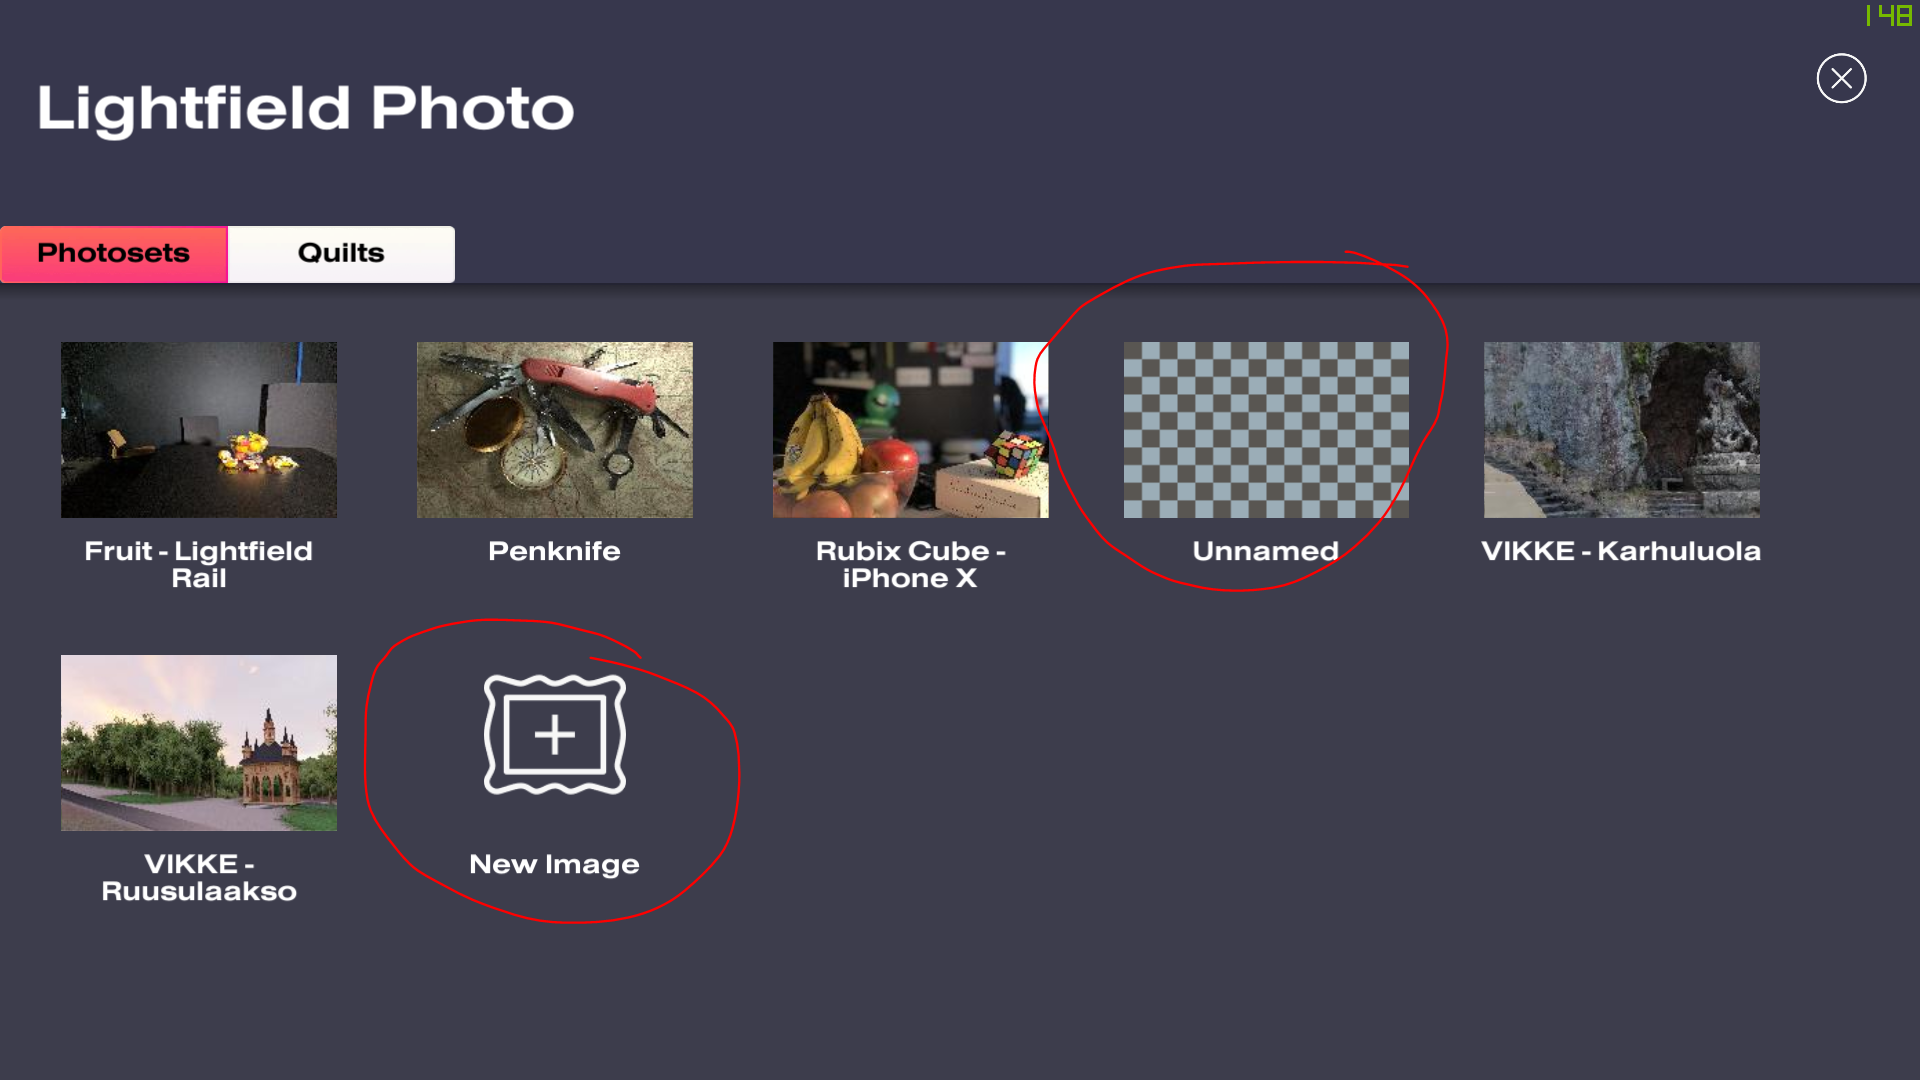 148
Lightfield Photo
Photosets
Quilts
Fruit - Lightfield
Rail
Penknife
Rubix Cube -
iPhone X
Unnamed
VIKKE - Karhuluola
VIKKE -
Ruusulaakso
New Image